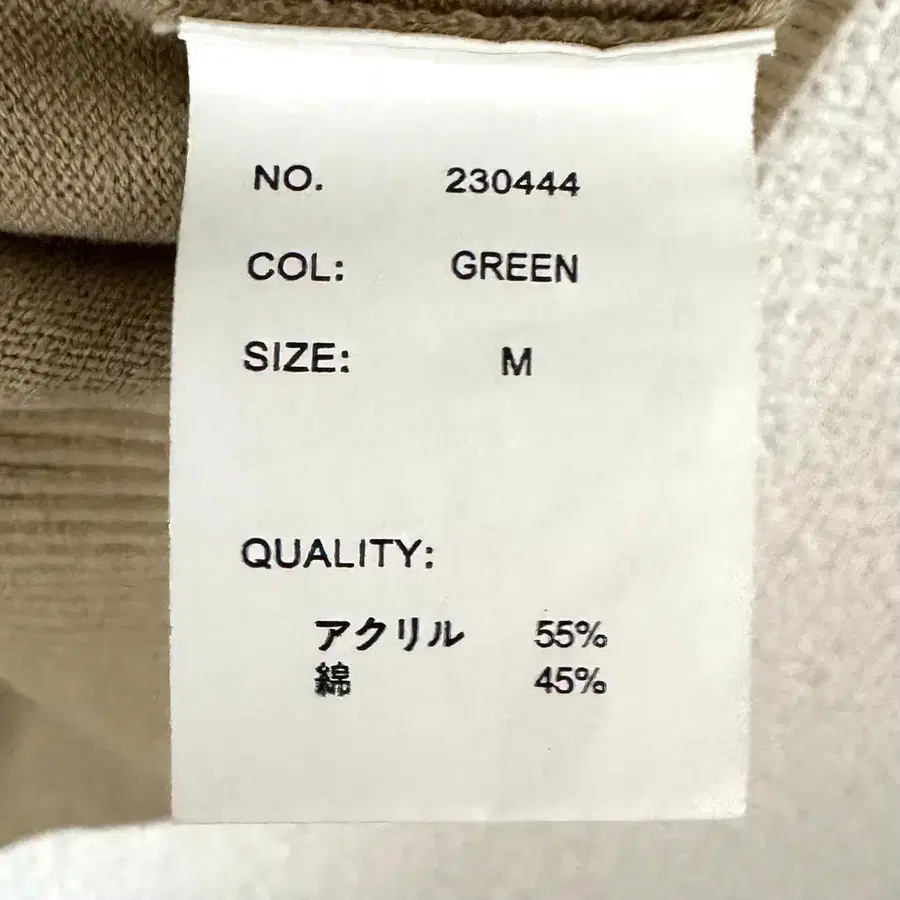 NO. 230444
COL: GREEN
SIZE: M
QUALITY:
アクリル 55%
綿 45%